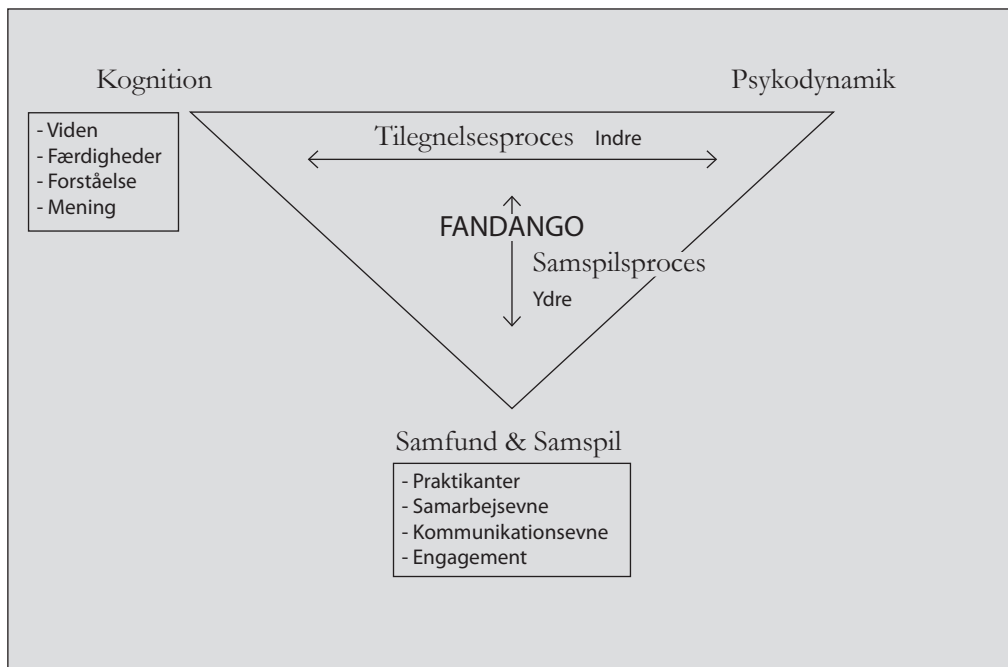 Kognition
Psykodynamik
- Viden
- Færdigheder
- Forståelse
- Mening
Tilegnelsesproces Indre
FANDANGO
Samspilsproces
Ydre
Samfund & Samspil
- Praktikanter
- Samarbejsevne
- Kommunikationsevne
- Engagement